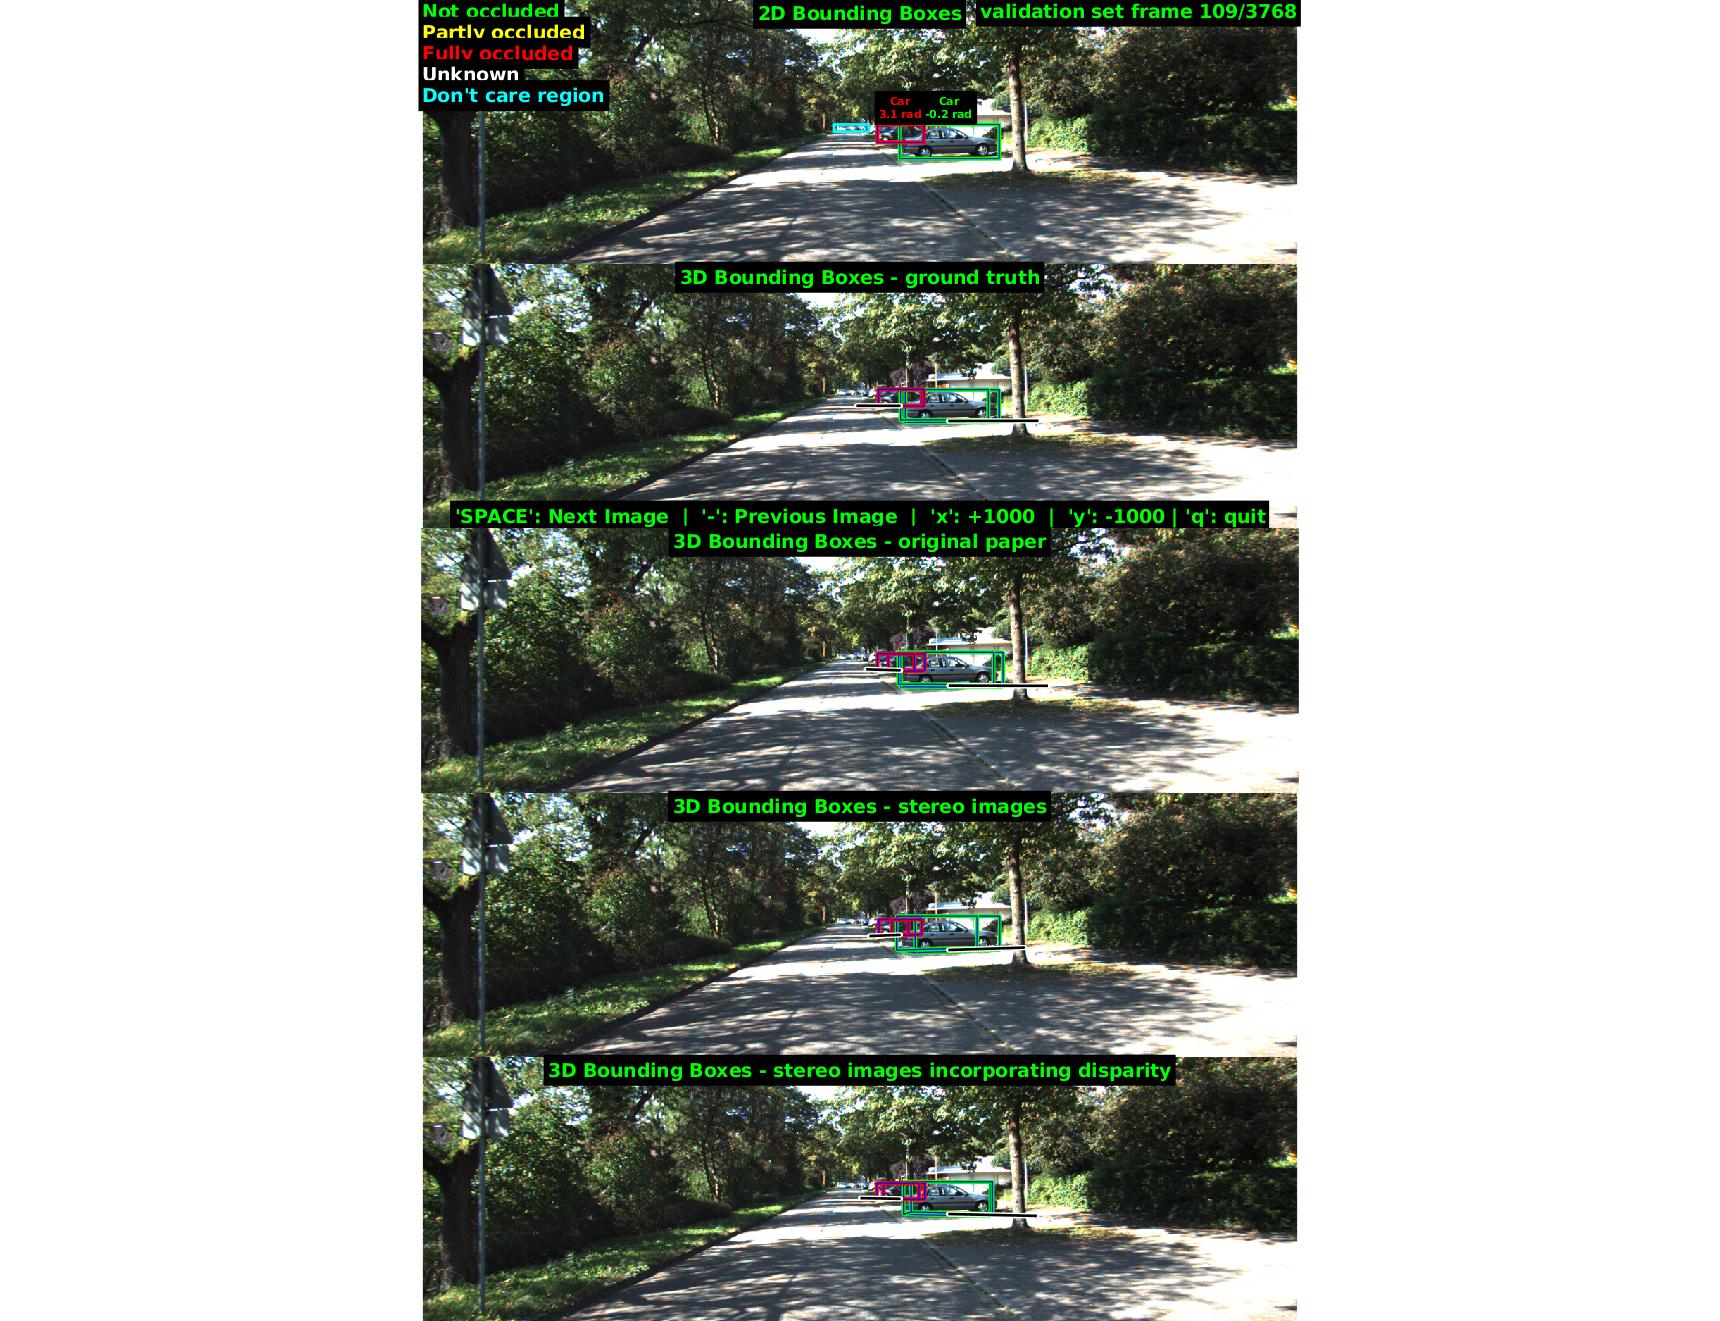 Not occluded
Partly occluded
Fully occluded
Unknown
Don't care region
2D Bounding Boxes
validation set frame 109/3768
Car Car
3.1 rad -0.2 rad
3D Bounding Boxes - ground truth
'SPACE': Next Image | '-': Previous Image | 'x': +1000 | 'y': -1000 | 'q': quit
3D Bounding Boxes - original paper
3D Bounding Boxes - stereo images
3D Bounding Boxes - stereo images incorporating disparity